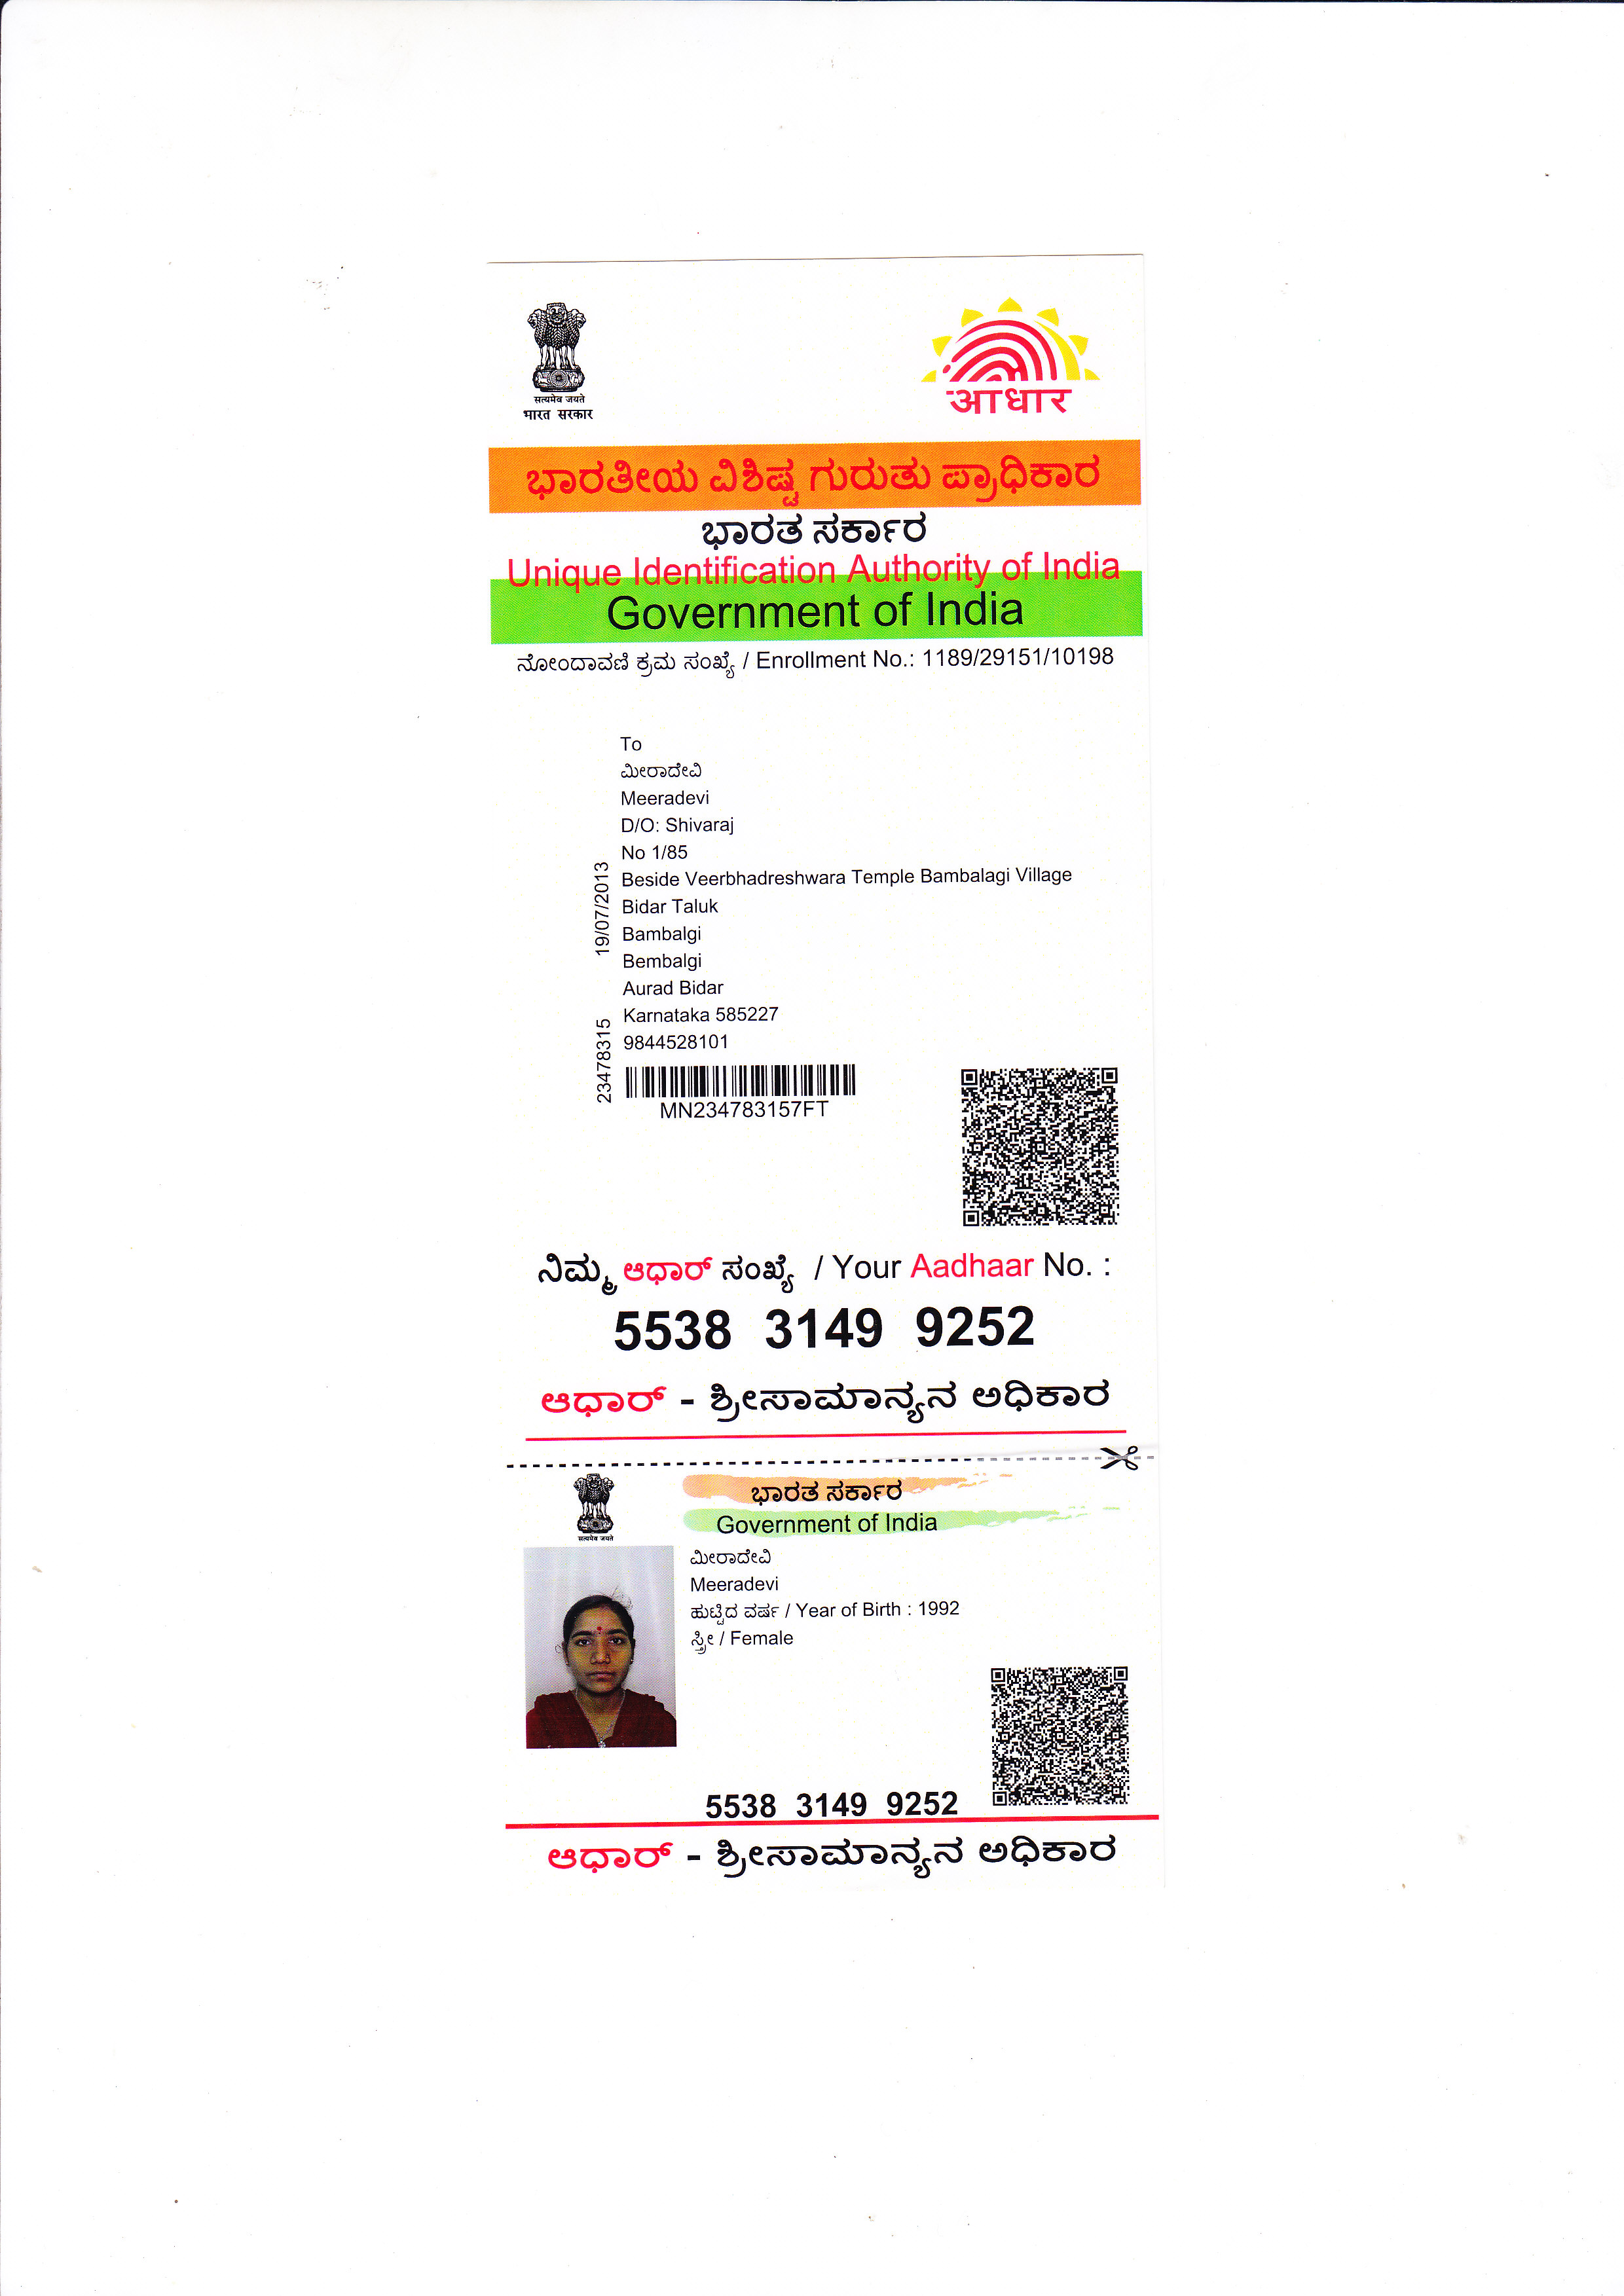 सत्यमेव जयते
भारत सरकार
आधार
ಭಾರತೀಯ ವಿಶಿಷ್ಟ ಗುರುತು ಪ್ರಾಧಿಕಾರ
ಭಾರತ ಸರ್ಕಾರ
Unique Identification Authority of India
Government of India
ನೋಂದಾವಣಿ ಕ್ರಮ ಸಂಖ್ಯೆ / Enrollment No.: 1189/29151/10198
To
ಮೀರಾದೇವಿ
Meeradevi
D/O: Shivaraj
No 1/85
Beside Veerbhadreshwara Temple Bambalagi Village
Bidar Taluk
Bambalgi
Bembalgi
Aurad Bidar
Karnataka 585227
9844528101
19/07/2013
23478315
MN234783157FT
ನಿಮ್ಮ ಆಧಾರ್ ಸಂಖ್ಯೆ / Your Aadhaar No. :
5538 3149 9252
ಆಧಾರ್ - ಶ್ರೀಸಾಮಾನ್ಯನ ಅಧಿಕಾರ
सत्यमेव जयते
ಭಾರತ ಸರ್ಕಾರ
Government of India
ಮೀರಾದೇವಿ
Meeradevi
ಹುಟ್ಟಿದ ವರ್ಷ / Year of Birth : 1992
ಸ್ತ್ರೀ / Female
5538 3149 9252
ಆಧಾರ್ - ಶ್ರೀಸಾಮಾನ್ಯನ ಅಧಿಕಾರ